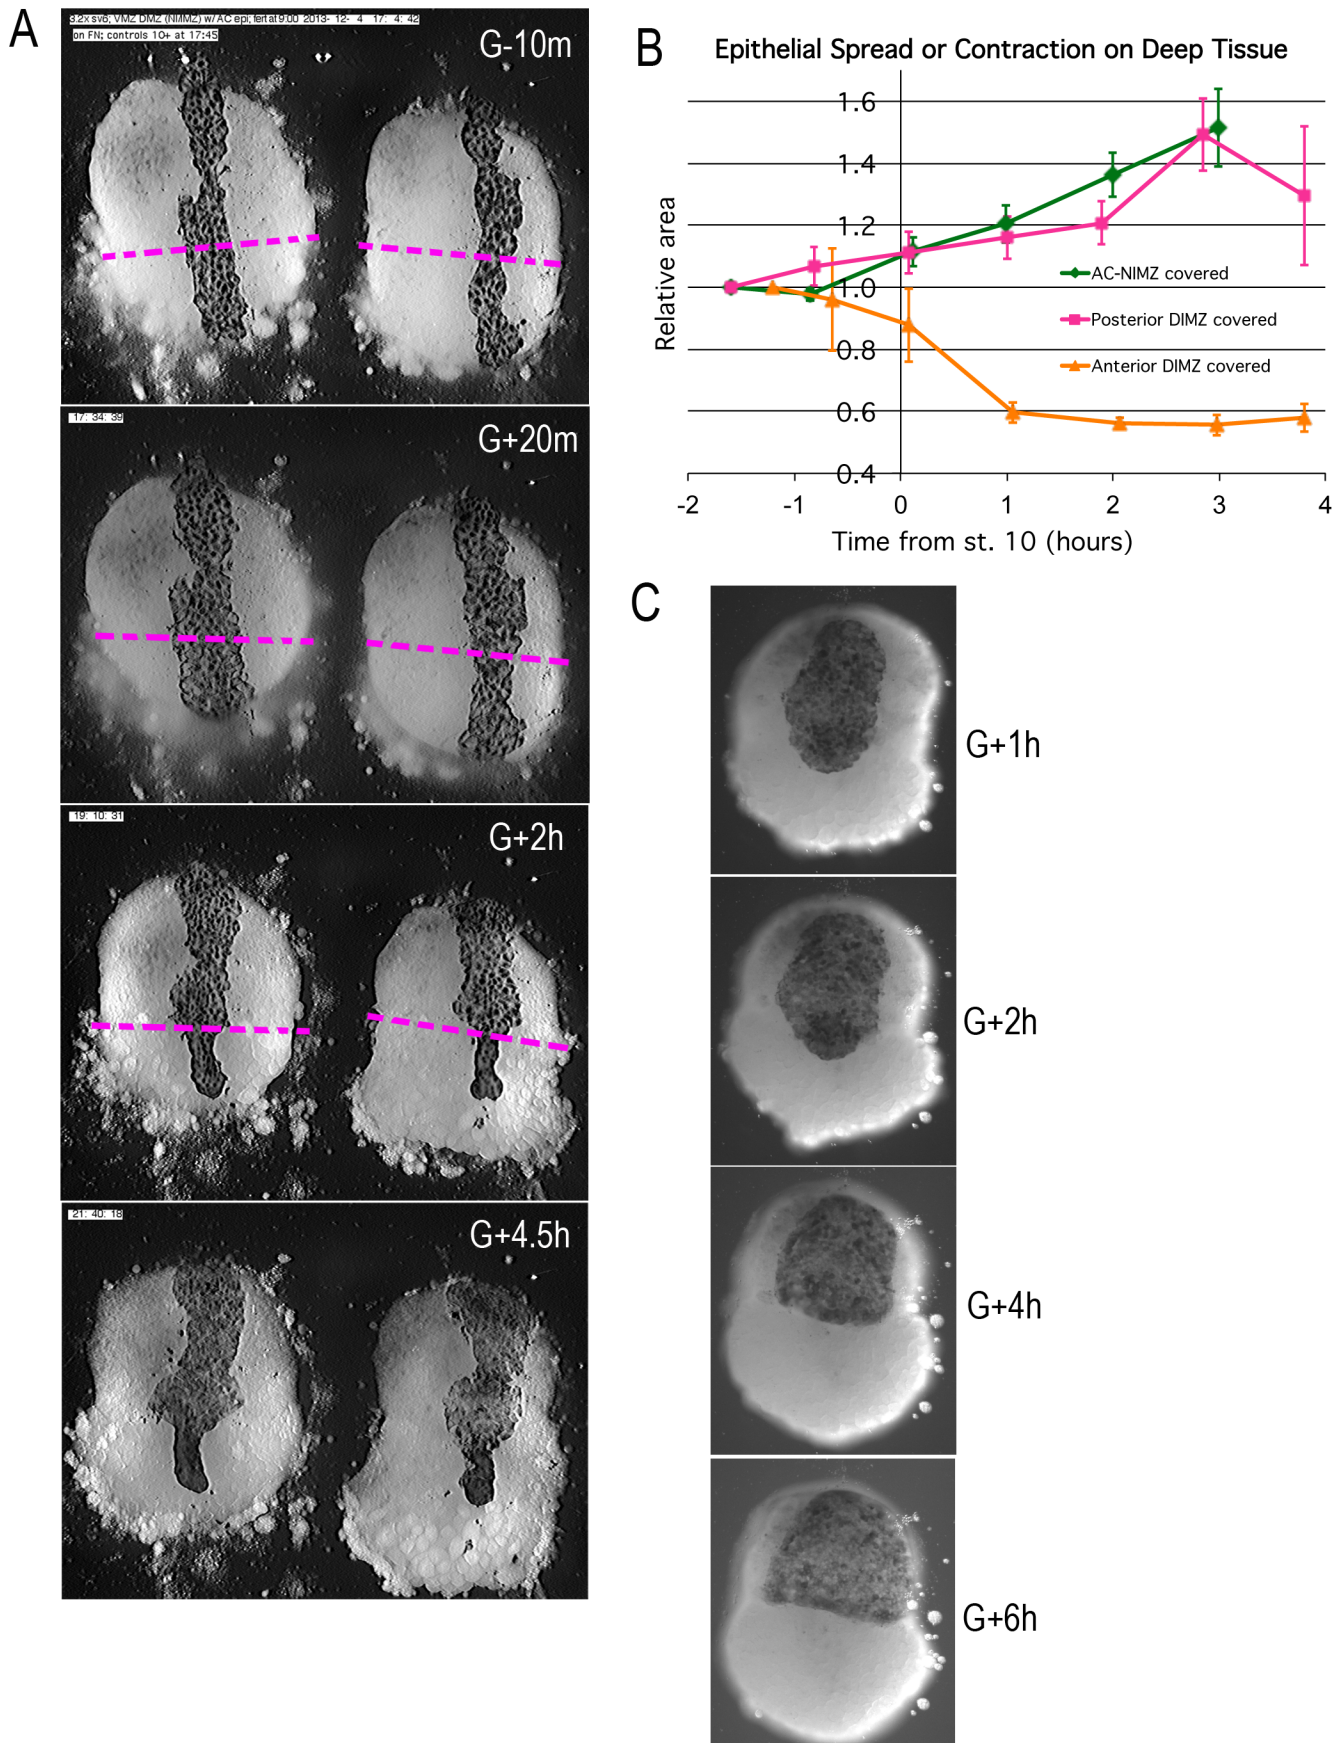 A
3.2x sv6; VMZ DMZ (NIMZ) w/ AC epi; fert at 9:00 2013- 12- 4 17: 4: 42
on FN; controls 10+ at 17:45
G-10m
17: 34: 39
G+20m
19: 10: 31
G+2h
21: 40: 18
G+4.5h
B
Epithelial Spread or Contraction on Deep Tissue
1.6
1.4
1.2
1.0
0.8
0.6
0.4
Relative area
AC-NIMZ covered
Posterior DIMZ covered
Anterior DIMZ covered
-2 -1 0 1 2 3 4
Time from st. 10 (hours)
C
G+1h
G+2h
G+4h
G+6h